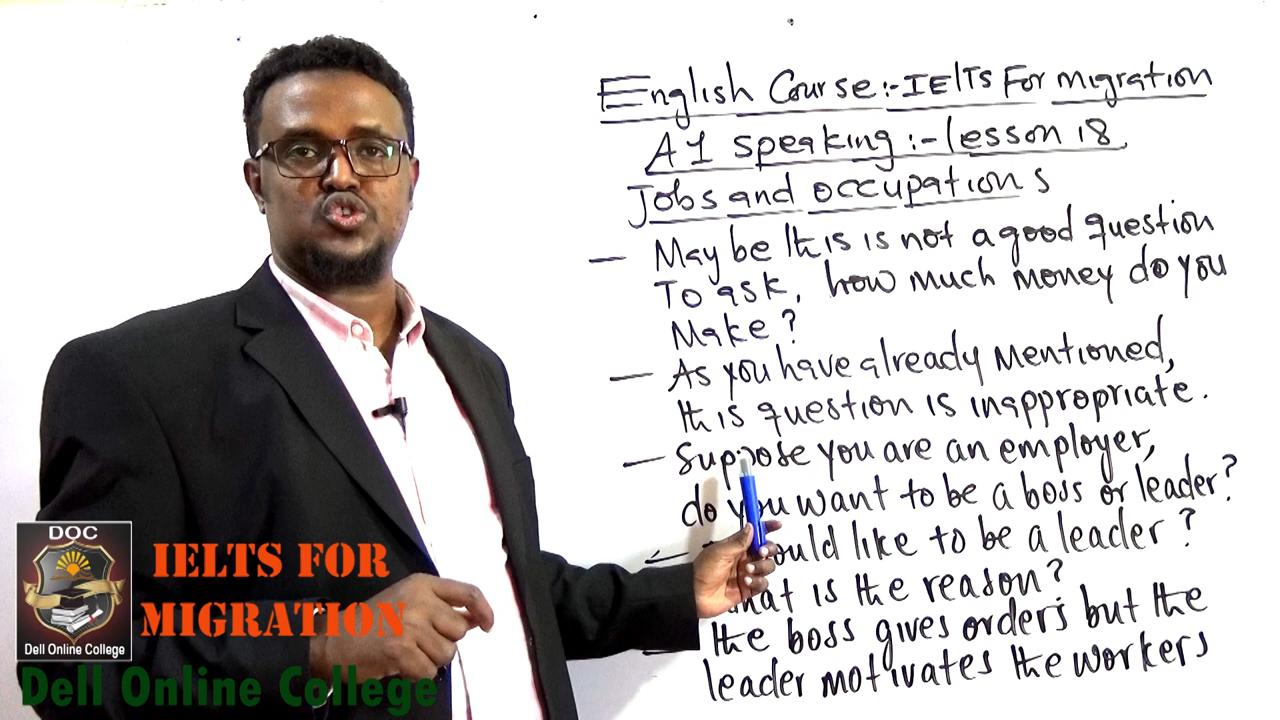 English Course:-IELTS For migration
A1 speaking :- lesson 18
Jobs and occupations
- May be this is not a good question
To ask, how much money do you
Make?
- As you have already mentioned,
this question is inappropriate.
- Suppose you are an employer,
do you want to be a boss or leader?
- would like to be a leader?
is the reason?
the boss gives orders but the
leader motivates the workers
DOC
Dell Online College
IELTS FOR
MIGRATION
Dell Online College